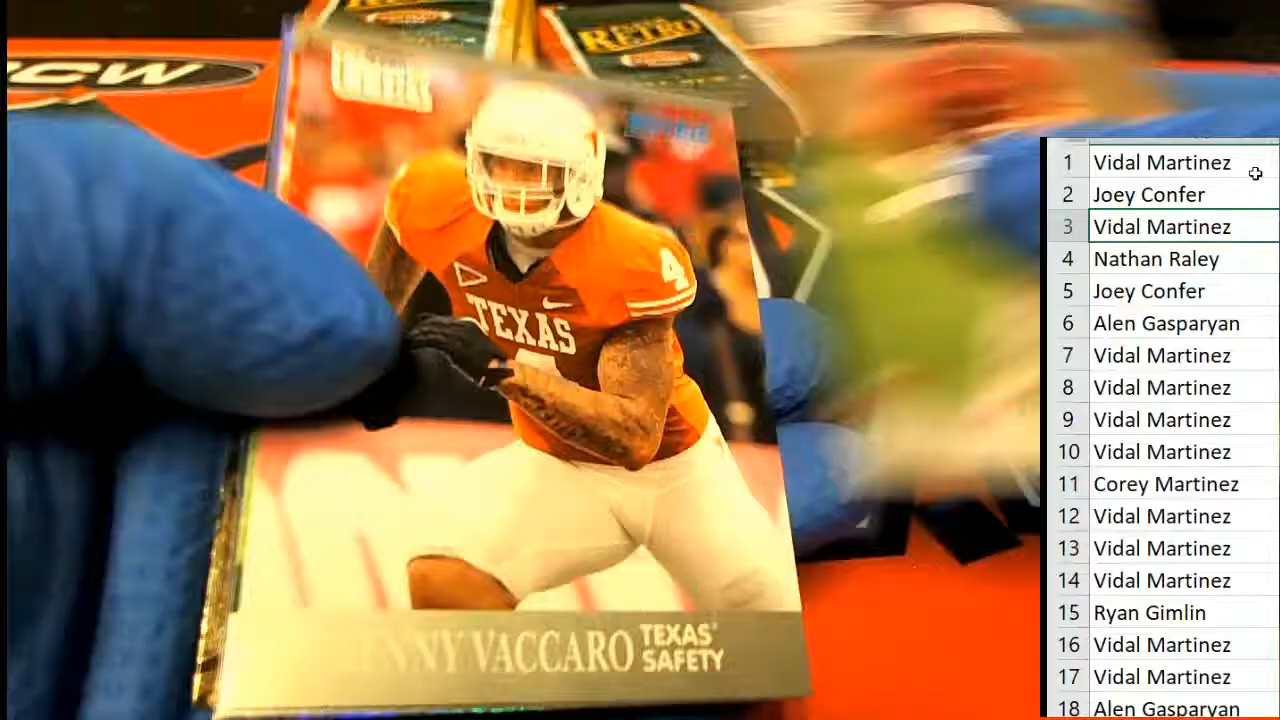 RETRO
CW
4
TEXAS
VACCARO
TEXAS'
SAFETY
1 Vidal Martinez
2 Joey Confer
3 Vidal Martinez
4 Nathan Raley
5 Joey Confer
6 Alen Gasparyan
7 Vidal Martinez
8 Vidal Martinez
9 Vidal Martinez
10 Vidal Martinez
11 Corey Martinez
12 Vidal Martinez
13 Vidal Martinez
14 Vidal Martinez
15 Ryan Gimlin
16 Vidal Martinez
17 Vidal Martinez
18 Alen Gasparyan